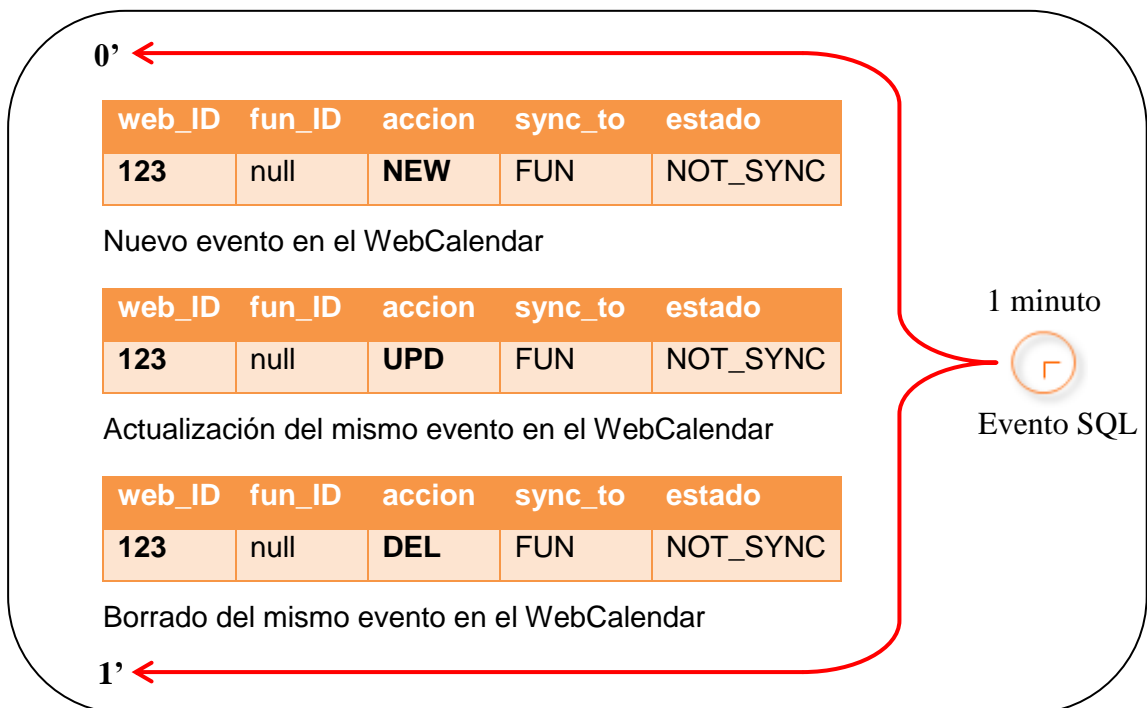 0’
web_ID fun_ID accion sync_to estado
123 null NEW FUN NOT_SYNC
Nuevo evento en el WebCalendar
web_ID fun_ID accion sync_to estado
123 null UPD FUN NOT_SYNC
Actualización del mismo evento en el WebCalendar
web_ID fun_ID accion sync_to estado
123 null DEL FUN NOT_SYNC
Borrado del mismo evento en el WebCalendar
1’
1 minuto
Evento SQL